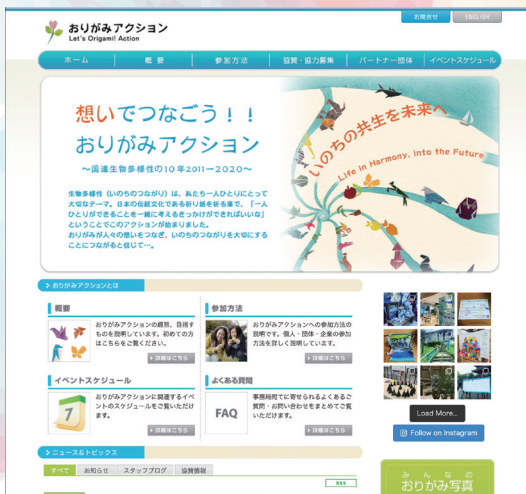 おりがみアクション
Let's Origami Action
お問合せ
ENGLISH
ホーム
概要
参加方法
協賛・協力募集
パートナー団体
イベントスケジュール
想いでつなごう！！
おりがみアクション
～国連生物多様性の10年2011ー2020～
生物多様性（いのちのつながり）は、私たち一人ひとりにとって
大切なテーマ。日本の伝統文化である折り紙を折る事で、「一人
ひとりができることを一緒に考えるきっかけができればいいな」
ということでこのアクションが始まりました。
おりがみが人々の想いをつなぎ、いのちのつながりを大切にする
ことにつながると信じて…。
いのちの共生を未来へ
Life in Harmony, into the Future
おりがみアクションとは
概要
おりがみアクションの趣旨、目指す
ものを説明しています。初めての方
はこちらをご覧ください。
詳細はこちら
参加方法
おりがみアクションへの参加方法の
説明です。個人・団体・企業の参加
方法を詳しく説明しています。
詳細はこちら
イベントスケジュール
7
おりがみアクションに関連するイベ
ントのスケジュールをご覧いただけ
ます。
詳細はこちら
よくある質問
FAQ
事務局宛てに寄せられるよくあるご
質問・お問い合わせをまとめてご覧
いただけます。
詳細はこちら
Load More...
Follow on Instagram
ニュース&トピックス
すべて
お知らせ
スタッフブログ
協賛情報
RSS
みんなの
おりがみ写真